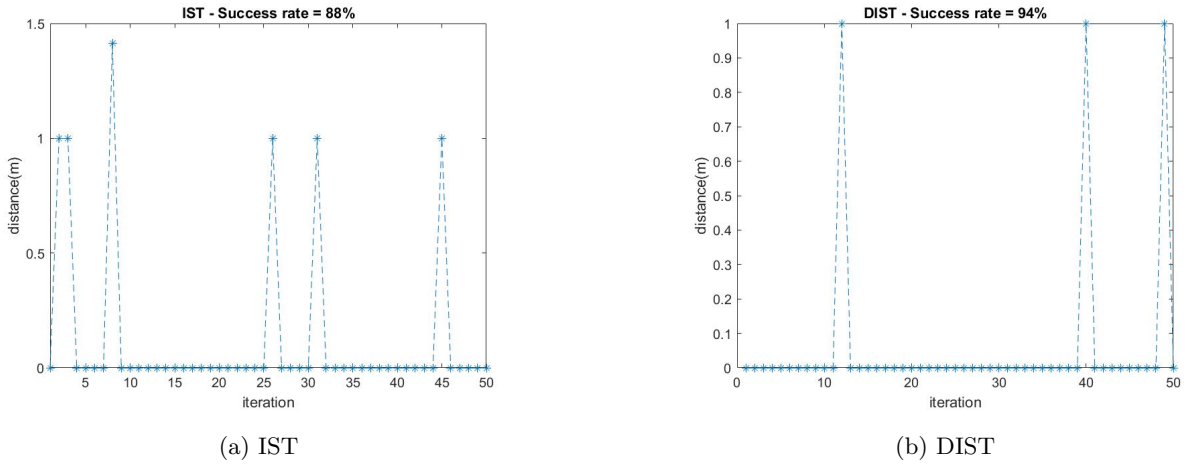 IST - Success rate = 88%
1.5
1
0.5
0
distance(m)
5 10 15 20 25 30 35 40 45 50
iteration
(a) IST
DIST - Success rate = 94%
1
0.9
0.8
0.7
0.6
0.5
0.4
0.3
0.2
0.1
0
distance(m)
0 10 20 30 40 50
iteration
(b) DIST